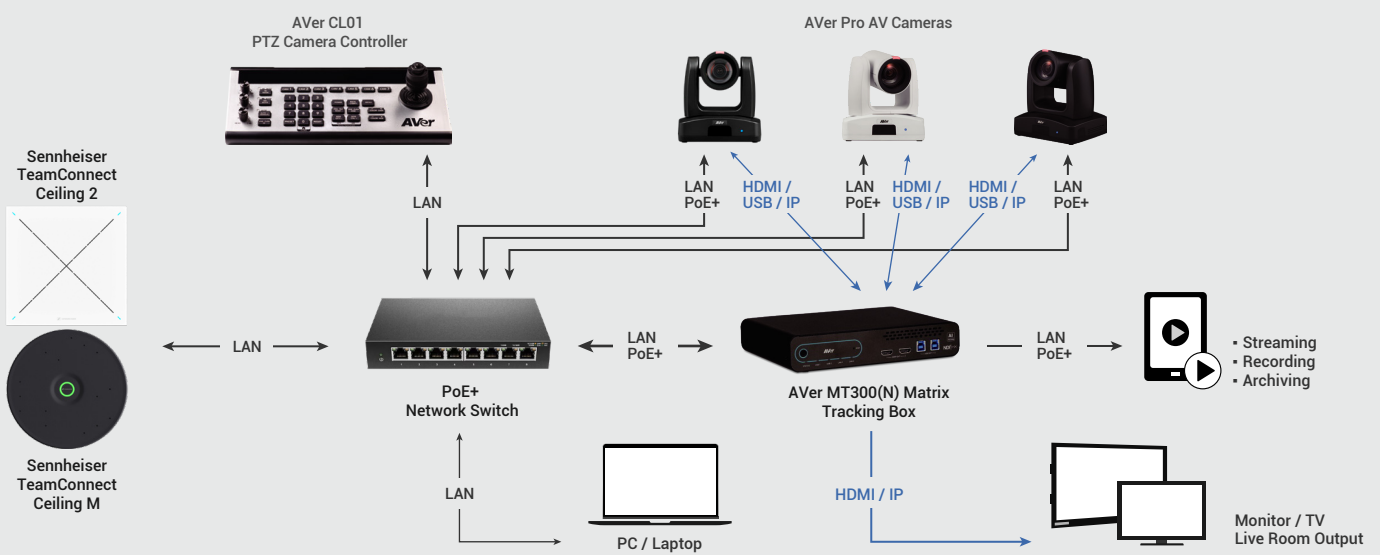 AVer CL01
PTZ Camera Controller
AVer Pro AV Cameras
AVer
Sennheiser
TeamConnect
Ceiling 2
LAN
LAN
PoE+
HDMI /
USB / IP
LAN
PoE+
HDMI /
USB / IP
HDMI /
USB / IP
LAN
PoE+
LAN
LAN
PoE+
AVer
LAN
PoE+
▪ Streaming
▪ Recording
▪ Archiving
PoE+
Network Switch
AVer MT300(N) Matrix
Tracking Box
Sennheiser
TeamConnect
Ceiling M
LAN
PC / Laptop
HDMI / IP
Monitor / TV
Live Room Output